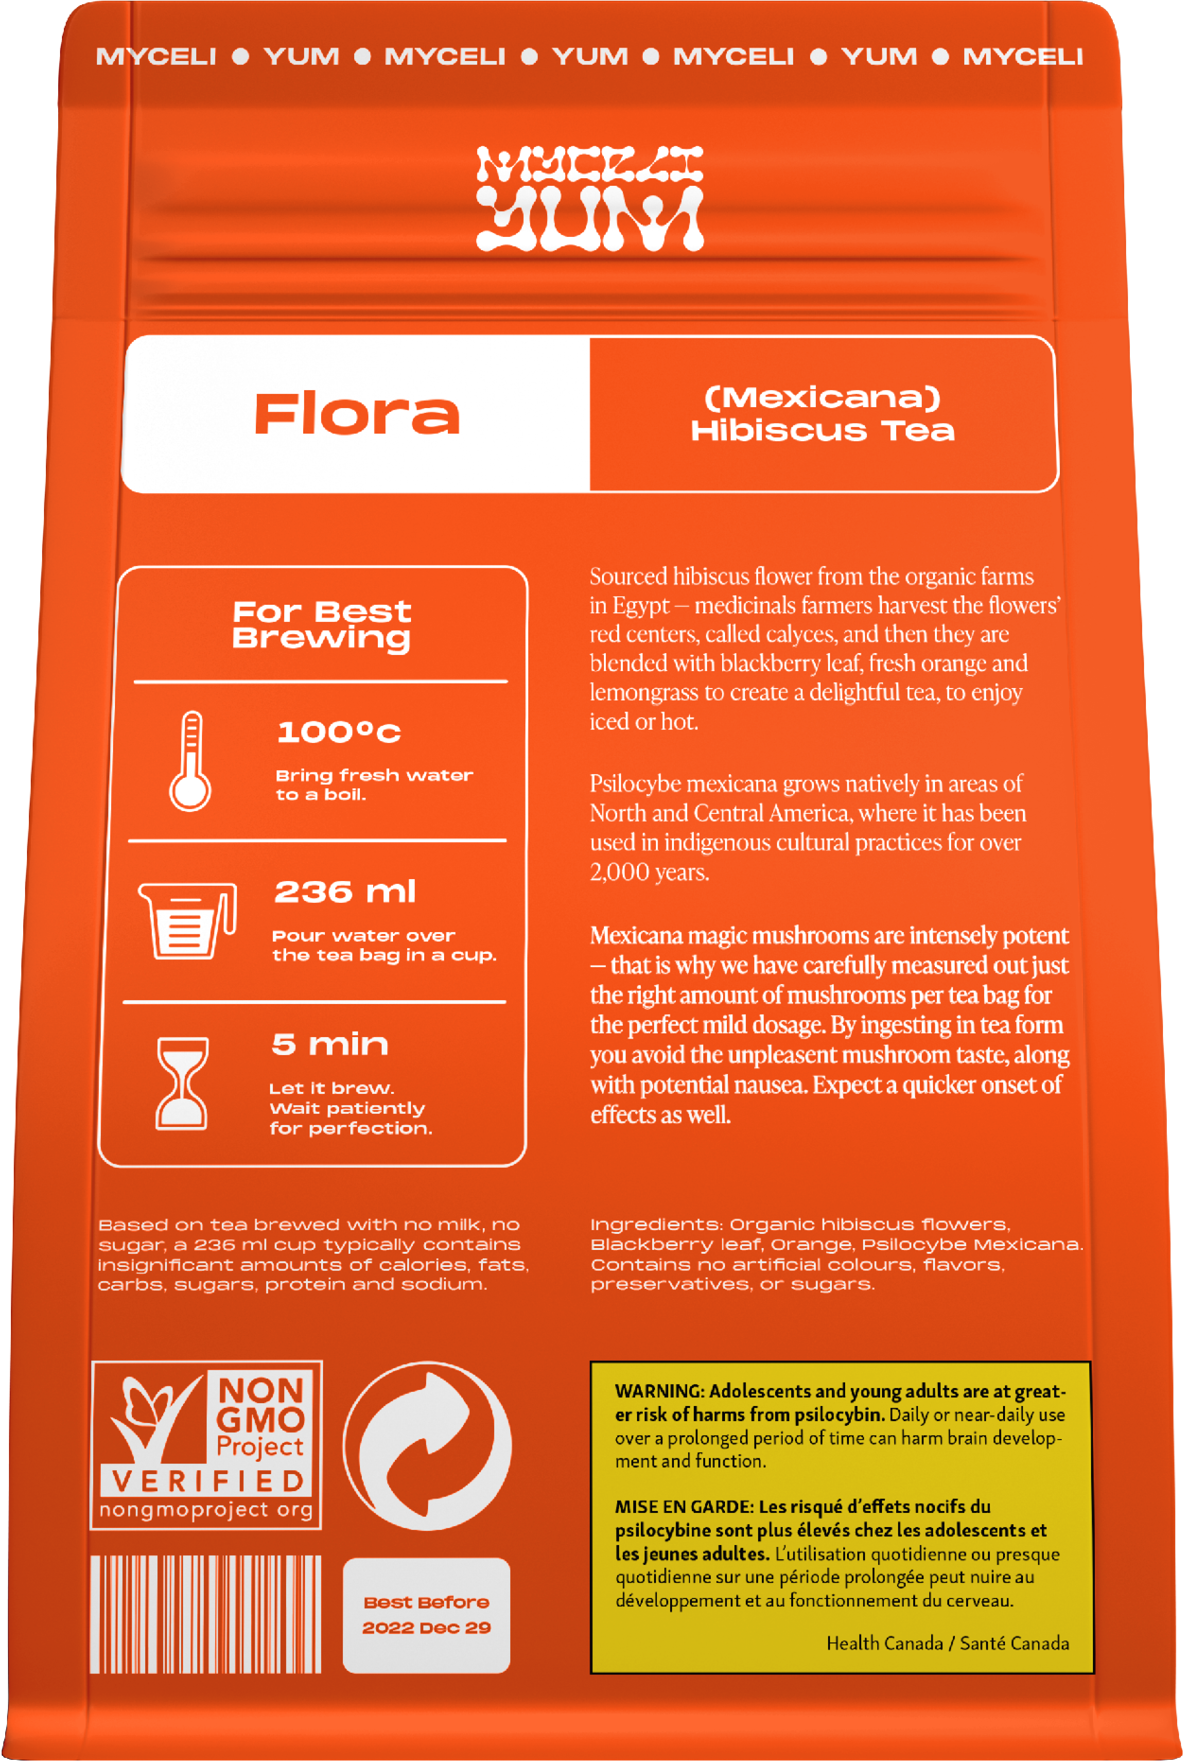 MYCELI ● YUM ● MYCELI ● YUM ● MYCELI ● YUM ● MYCELI
MYCELI
YUM
Flora
(Mexicana)
Hibiscus Tea
For Best
Brewing
100ºc
Bring fresh water
to a boil.
236 ml
Pour water over
the tea bag in a cup.
5 min
Let it brew.
Wait patiently
for perfection.
Sourced hibiscus flower from the organic farms
in Egypt – medicinals farmers harvest the flowers’
red centers, called calyces, and then they are
blended with blackberry leaf, fresh orange and
lemongrass to create a delightful tea, to enjoy
iced or hot.
Psilocybe mexicana grows natively in areas of
North and Central America, where it has been
used in indigenous cultural practices for over
2,000 years.
Mexicana magic mushrooms are intensely potent
– that is why we have carefully measured out just
the right amount of mushrooms per tea bag for
the perfect mild dosage. By ingesting in tea form
you avoid the unpleasent mushroom taste, along
with potential nausea. Expect a quicker onset of
effects as well.
Based on tea brewed with no milk, no
sugar, a 236 ml cup typically contains
insignificant amounts of calories, fats,
carbs, sugars, protein and sodium.
Ingredients: Organic hibiscus flowers,
Blackberry leaf, Orange, Psilocybe Mexicana.
Contains no artificial colours, flavors,
preservatives, or sugars.
NON
GMO
Project
VERIFIED
nongmoproject org
Best Before
2022 Dec 29
WARNING: Adolescents and young adults are at great-
er risk of harms from psilocybin. Daily or near-daily use
over a prolonged period of time can harm brain develop-
ment and function.
MISE EN GARDE: Les risqué d’effets nocifs du
psilocybine sont plus élevés chez les adolescents et
les jeunes adultes. L’utilisation quotidienne ou presque
quotidienne sur une période prolongée peut nuire au
développement et au fonctionnement du cerveau.
Health Canada / Santé Canada